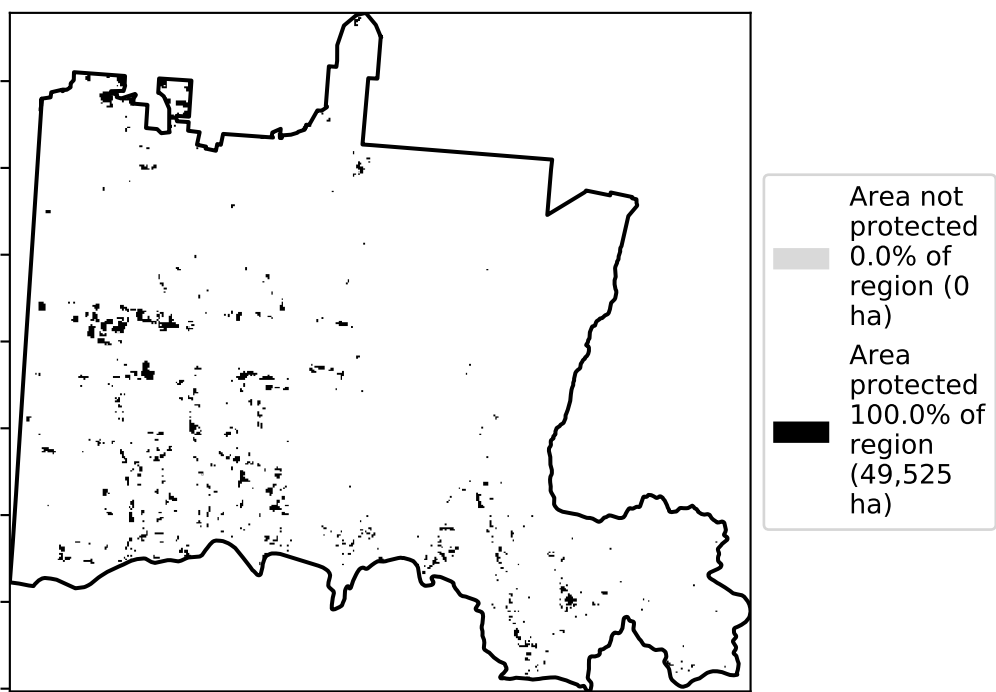 Area not
protected
0.0% of
region (0
ha)
Area
protected
100.0% of
region
(49,525
ha)